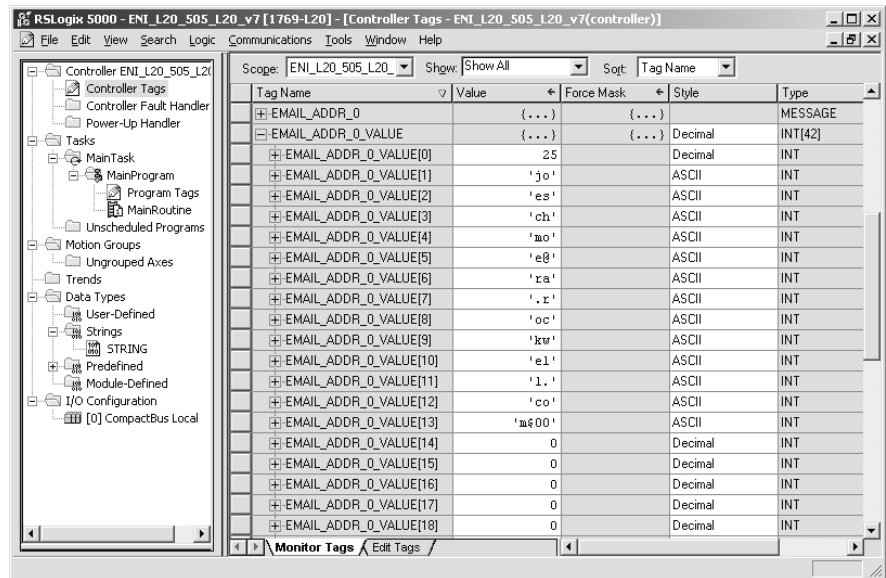 RSLogix 5000 - ENI_L20_505_L20_v7 [1769-L20] - [Controller Tags - ENI_L20_505_L20_v7(controller)]
File Edit View Search Logic Communications Tools Window Help
Controller ENI_L20_505_L2(
Controller Tags
Controller Fault Handler
Power-Up Handler
Tasks
MainTask
MainProgram
Program Tags
MainRoutine
Unscheduled Programs
Motion Groups
Ungrouped Axes
Trends
Data Types
User-Defined
Strings
STRING
Predefined
Module-Defined
I/O Configuration
[0] CompactBus Local
Scope: ENI_L20_505_L20_ Show: Show All Sort: Tag Name
Tag Name Value Force Mask Style Type
EMAIL_ADDR_0 {...} {...} MESSAGE
EMAIL_ADDR_0_VALUE {...} {...} Decimal INT[42]
EMAIL_ADDR_0_VALUE[0] 25 Decimal INT
EMAIL_ADDR_0_VALUE[1] 'jo' ASCII INT
EMAIL_ADDR_0_VALUE[2] 'es' ASCII INT
EMAIL_ADDR_0_VALUE[3] 'ch' ASCII INT
EMAIL_ADDR_0_VALUE[4] 'mo' ASCII INT
EMAIL_ADDR_0_VALUE[5] 'e@' ASCII INT
EMAIL_ADDR_0_VALUE[6] 'ra' ASCII INT
EMAIL_ADDR_0_VALUE[7] '.r' ASCII INT
EMAIL_ADDR_0_VALUE[8] 'oc' ASCII INT
EMAIL_ADDR_0_VALUE[9] 'kw' ASCII INT
EMAIL_ADDR_0_VALUE[10] 'el' ASCII INT
EMAIL_ADDR_0_VALUE[11] 'l.' ASCII INT
EMAIL_ADDR_0_VALUE[12] 'co' ASCII INT
EMAIL_ADDR_0_VALUE[13] 'm$00' ASCII INT
EMAIL_ADDR_0_VALUE[14] 0 Decimal INT
EMAIL_ADDR_0_VALUE[15] 0 Decimal INT
EMAIL_ADDR_0_VALUE[16] 0 Decimal INT
EMAIL_ADDR_0_VALUE[17] 0 Decimal INT
EMAIL_ADDR_0_VALUE[18] 0 Decimal INT
Monitor Tags Edit Tags